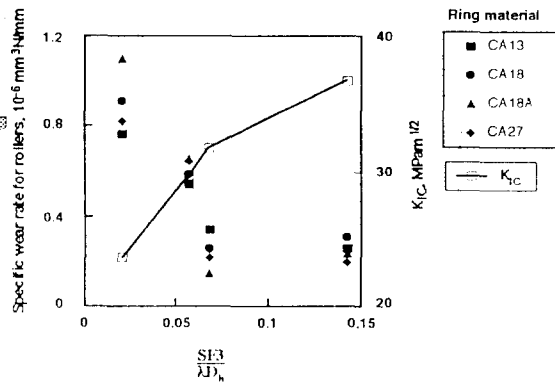 Ring material
CA13
CA18
CA18A
CA27
K_IC
Specific wear rate for rollers, 10⁻⁶ mm³/Nmm
1.2
0.8
0.4
0
40
30
20
K_IC, MPam^1/2
0
0.05
0.1
0.15
SF3
λD_h